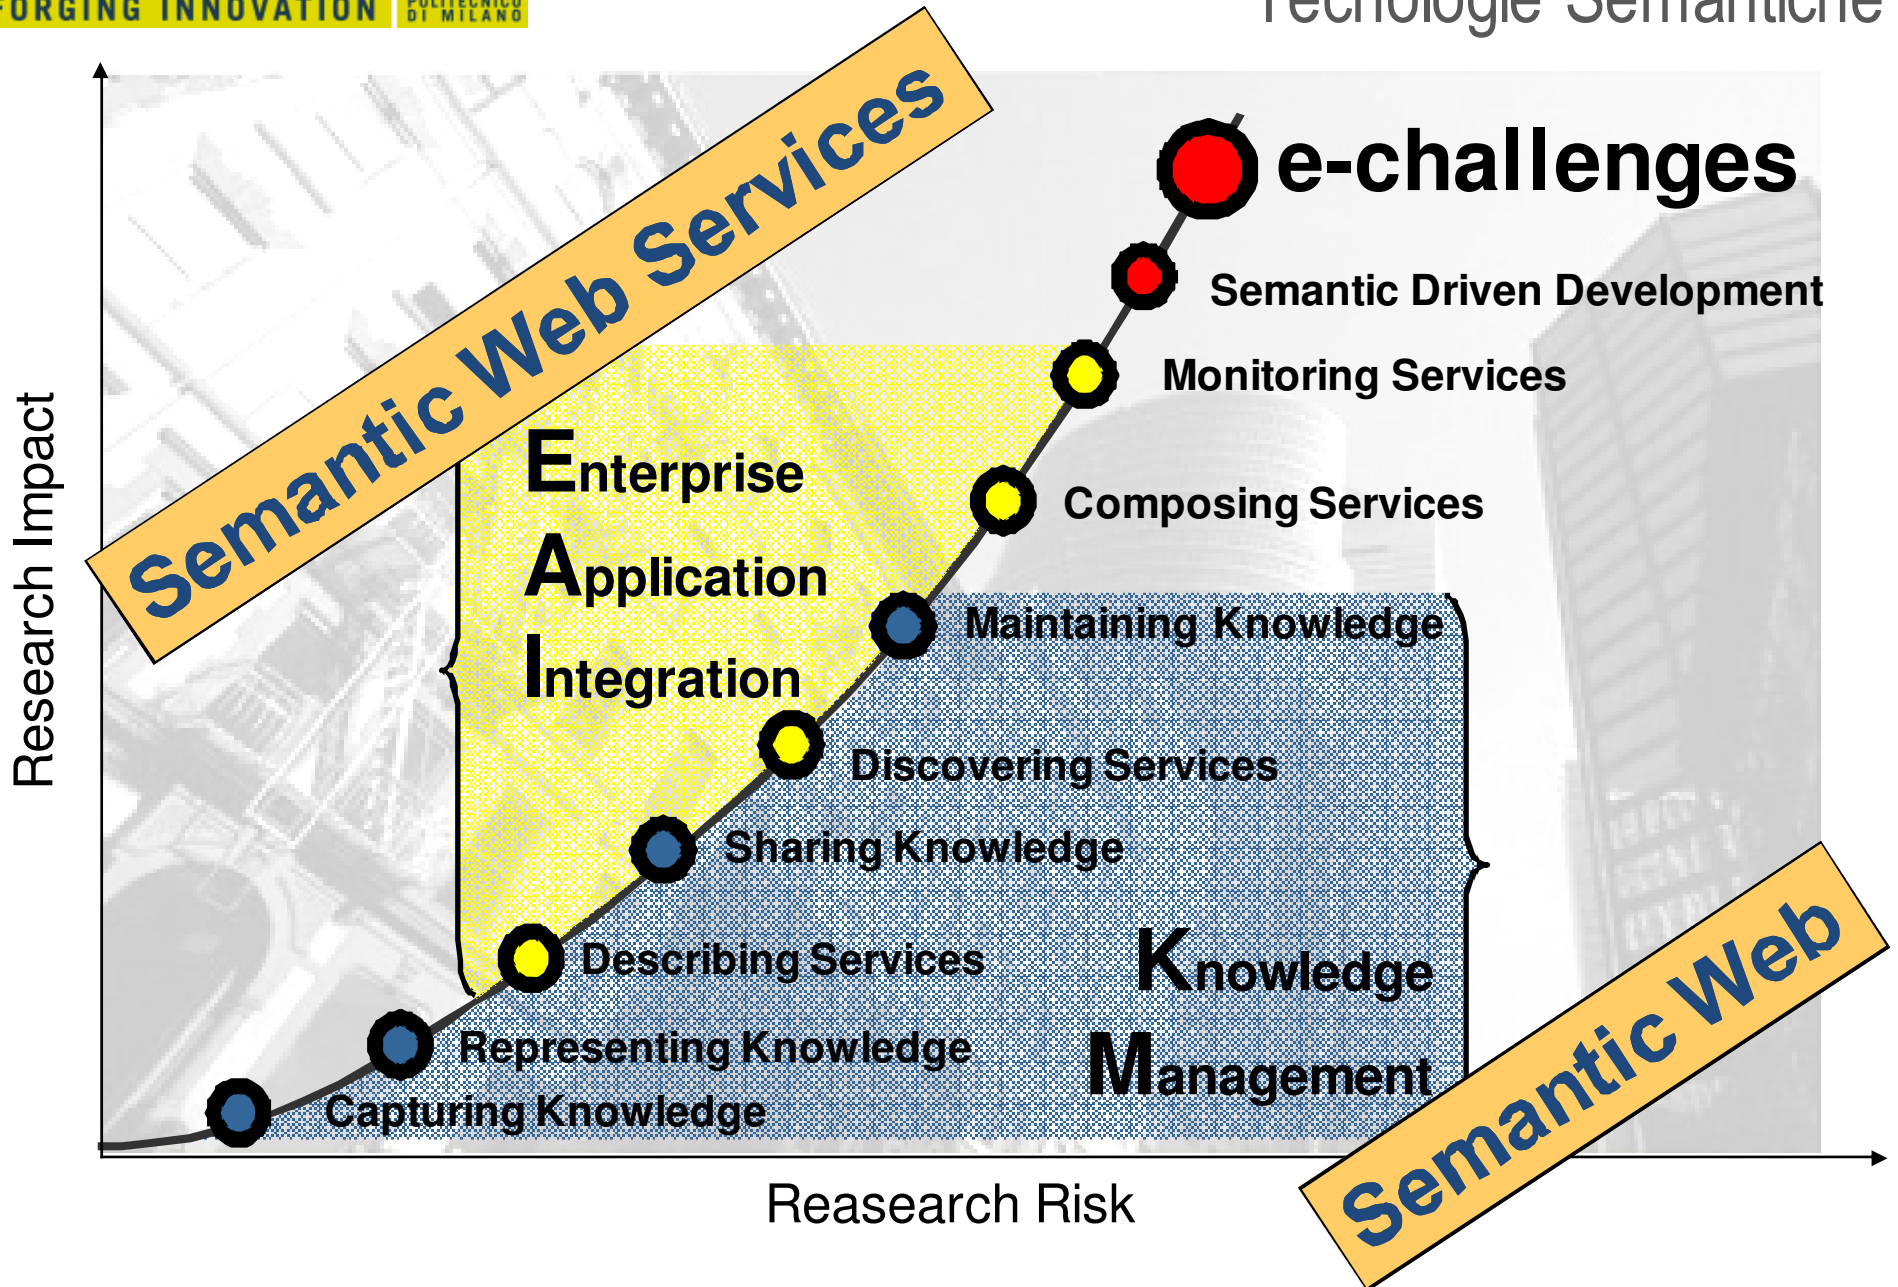 FORGING INNOVATION
POLITECNICO
DI MILANO
Tecnologie Semantiche
Semantic Web Services
e-challenges
Semantic Driven Development
Monitoring Services
Enterprise
Composing Services
Application
Maintaining Knowledge
Integration
Discovering Services
Sharing Knowledge
Describing Services
Knowledge
Representing Knowledge
Management
Capturing Knowledge
Semantic Web
Research Impact
Reasearch Risk